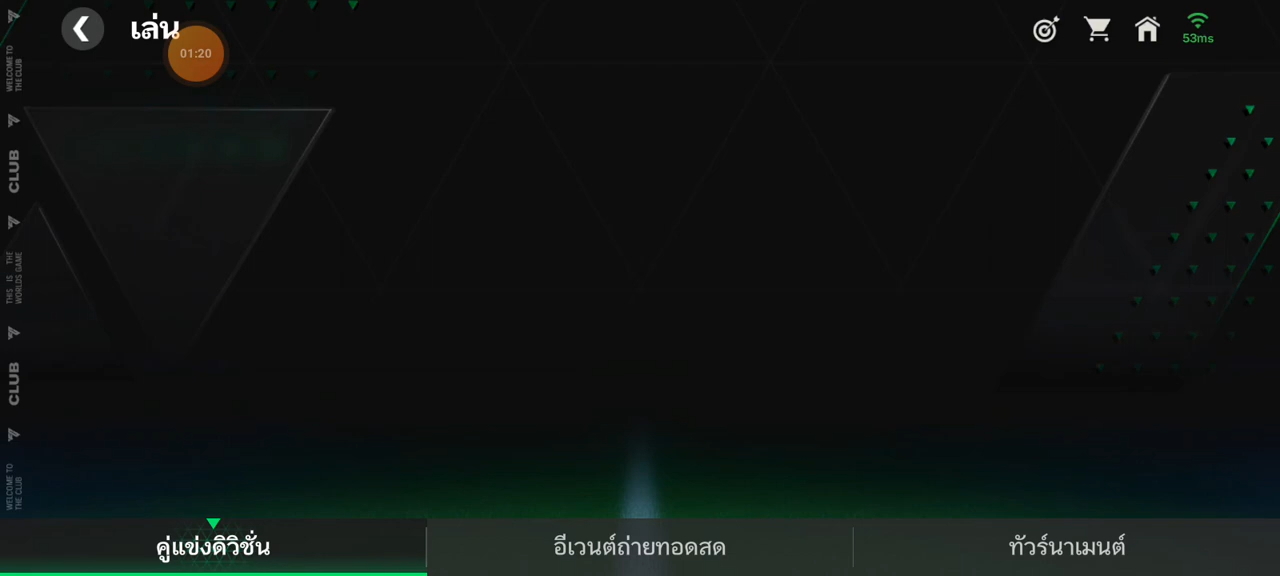 เล่น
01:20
53ms
WELCOME TO
THE CLUB
CLUB
THIS IS THE
WORLDS GAME
CLUB
WELCOME TO
THE CLUB
คู่แข่งดิวิชั่น
อีเวนต์ถ่ายทอดสด
ทัวร์นาเมนต์